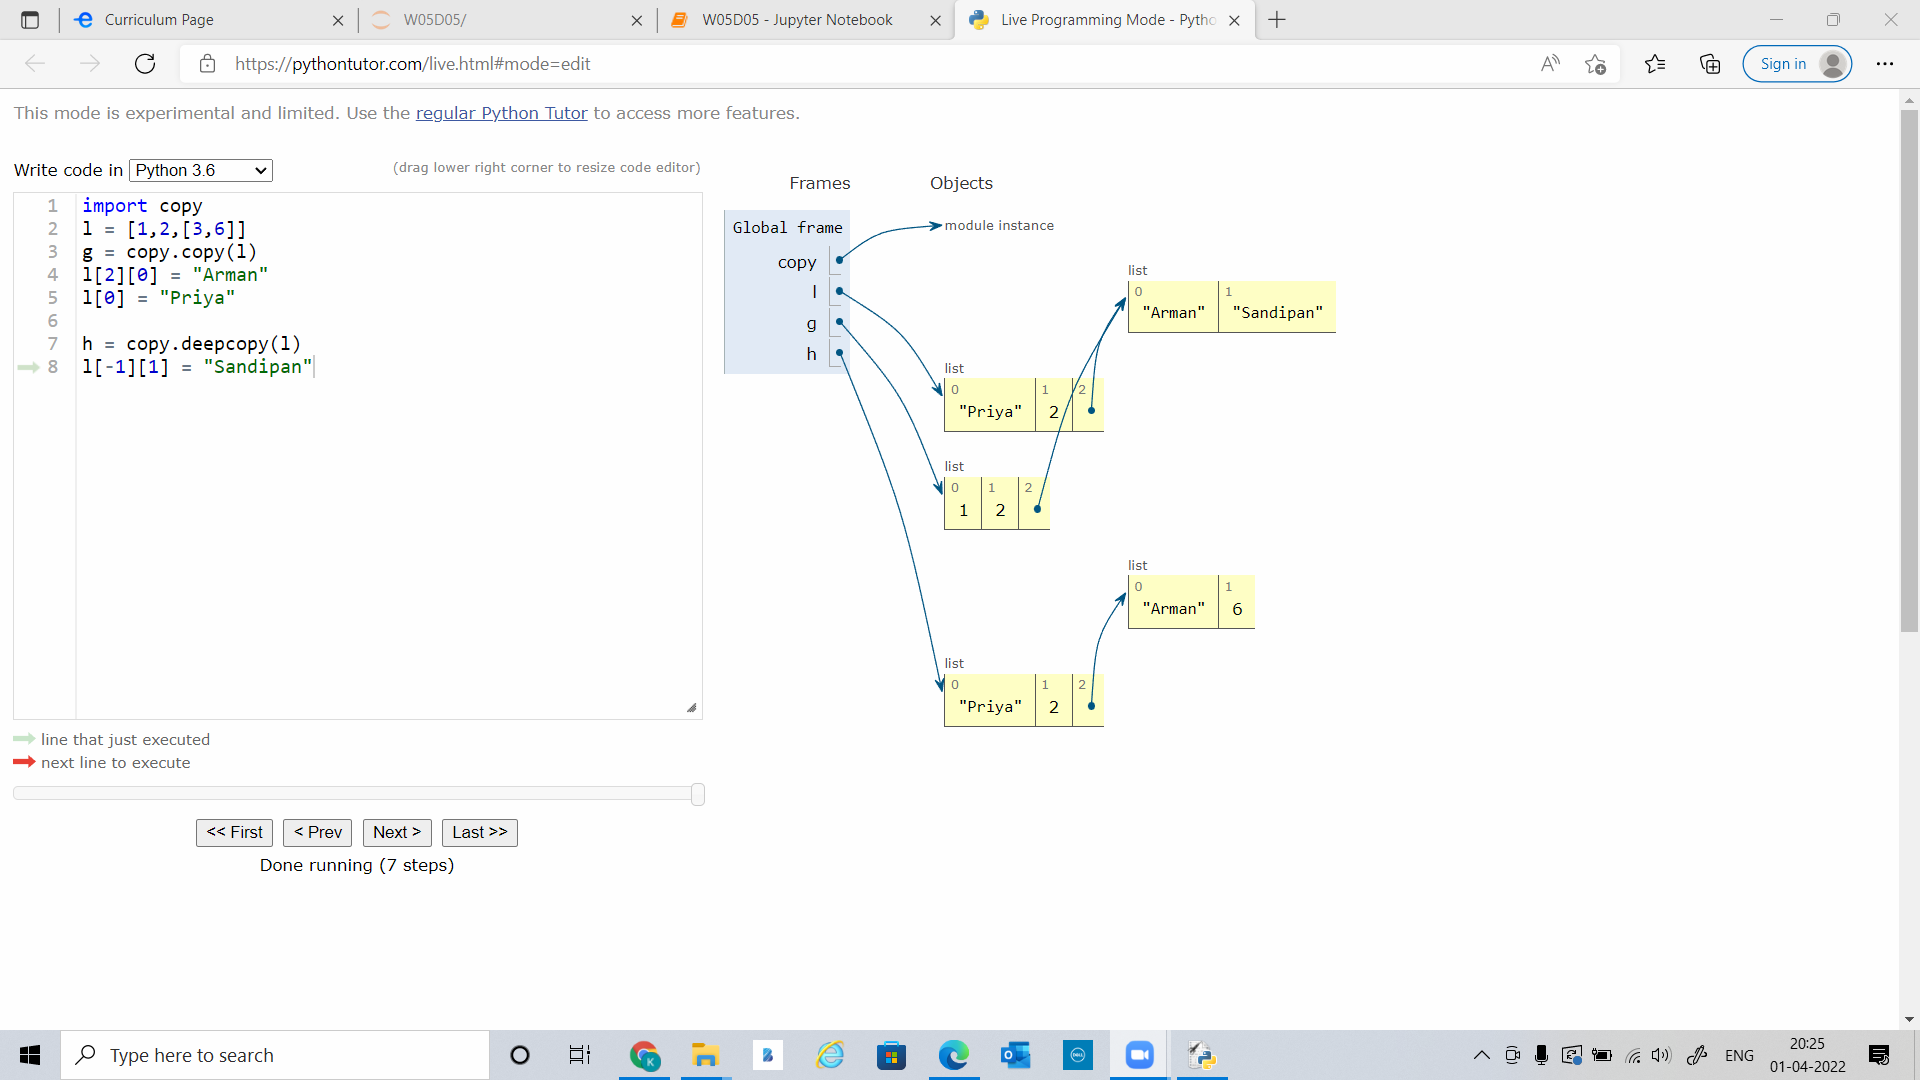 Curriculum Page
W05D05/
W05D05 - Jupyter Notebook
Live Programming Mode - Pytho
https://pythontutor.com/live.html#mode=edit
Sign in
This mode is experimental and limited. Use the regular Python Tutor to access more features.
Write code in Python 3.6
(drag lower right corner to resize code editor)
1 import copy
2 l = [1,2,[3,6]]
3 g = copy.copy(l)
4 l[2][0] = "Arman"
5 l[0] = "Priya"
6
7 h = copy.deepcopy(l)
8 l[-1][1] = "Sandipan"
line that just executed
next line to execute
<< First < Prev Next > Last >>
Done running (7 steps)
Frames Objects
Global frame
copy
l
g
h
module instance
list
0 1
"Arman" "Sandipan"
list
0 1 2
"Priya" 2
list
0 1 2
1 2
list
0 1
"Arman" 6
list
0 1 2
"Priya" 2
Type here to search
K
B
DELL
ENG
20:25
01-04-2022